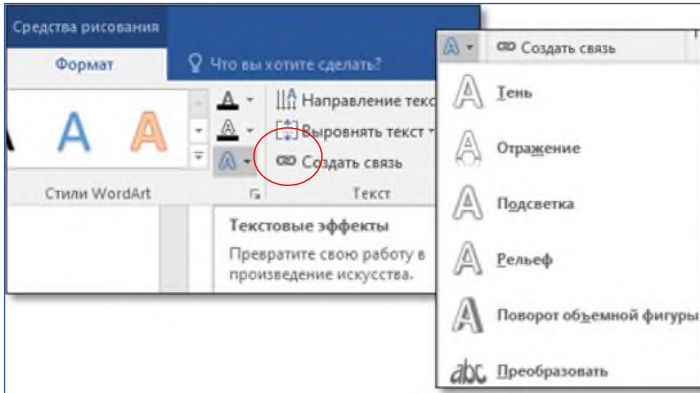 Средства рисования
Формат
Что вы хотите сделать?
Направление текс
Выровнять текст
Создать связь
Стили WordArt
Текст
Текстовые эффекты
Превратите свою работу в
произведение искусства.
Создать связь
Тень
Отражение
Подсветка
Рельеф
Поворот объемной фигуры
abc Преобразовать